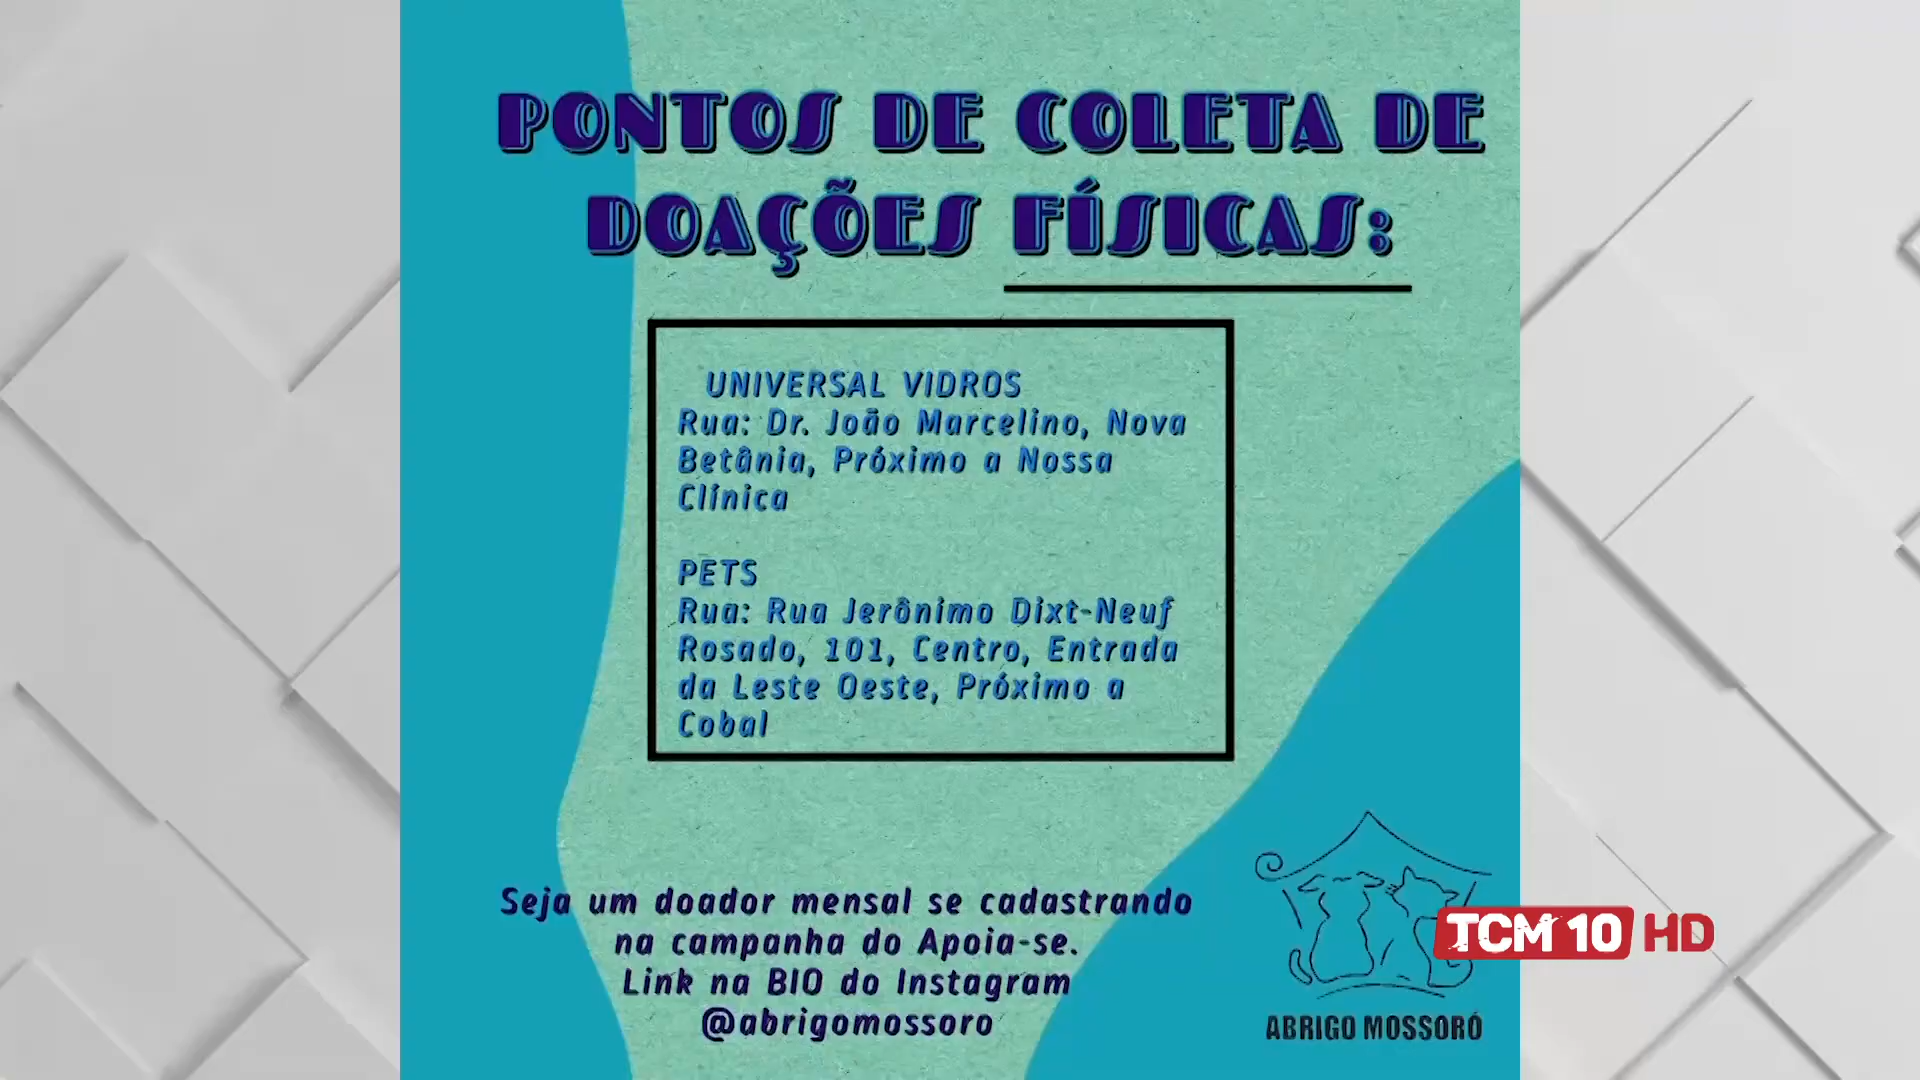 PONTOS DE COLETA DE
DOAÇÕES FÍSICAS:
UNIVERSAL VIDROS
Rua: Dr. João Marcelino, Nova
Betânia, Próximo a Nossa
Clínica
PETS
Rua: Rua Jerônimo Dixt-Neuf
Rosado, 101, Centro, Entrada
da Leste Oeste, Próximo a
Cobal
Seja um doador mensal se cadastrando
na campanha do Apoia-se.
Link na BIO do Instagram
@abrigomossoro
TCM 10 HD
ABRIGO MOSSORÓ